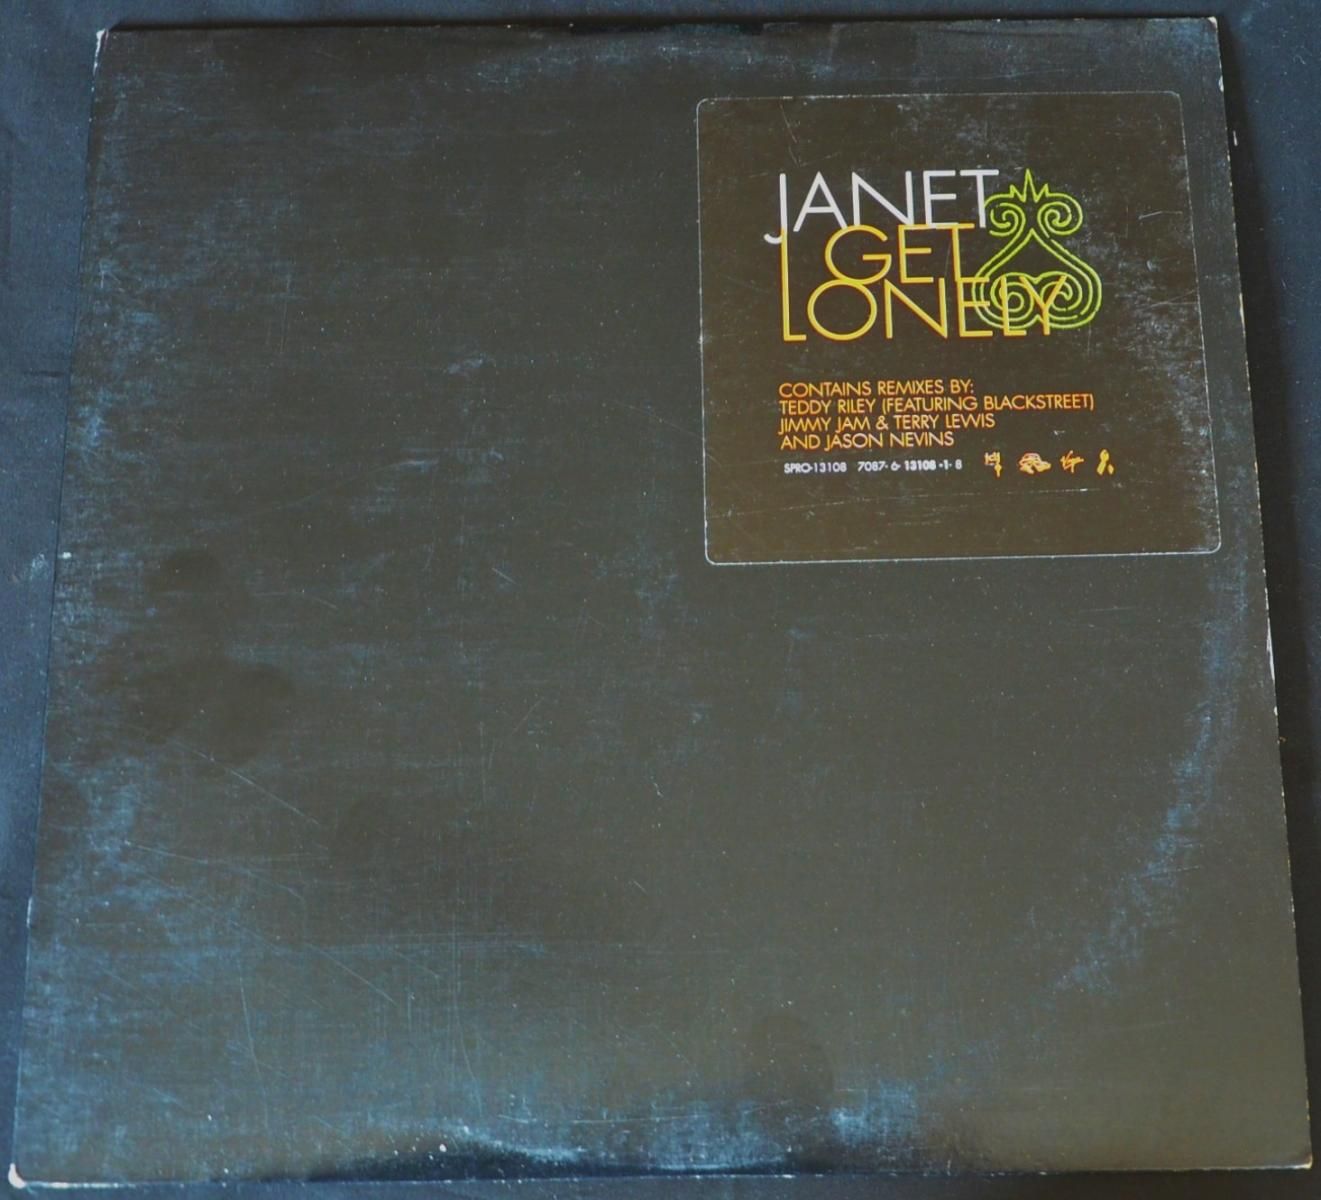 JANET
I GET
LONELY
CONTAINS REMIXES BY:
TEDDY RILEY (FEATURING BLACKSTREET)
JIMMY JAM & TERRY LEWIS
AND JASON NEVINS
SPRO-13108 7087-6-13108-1-8 Virgin